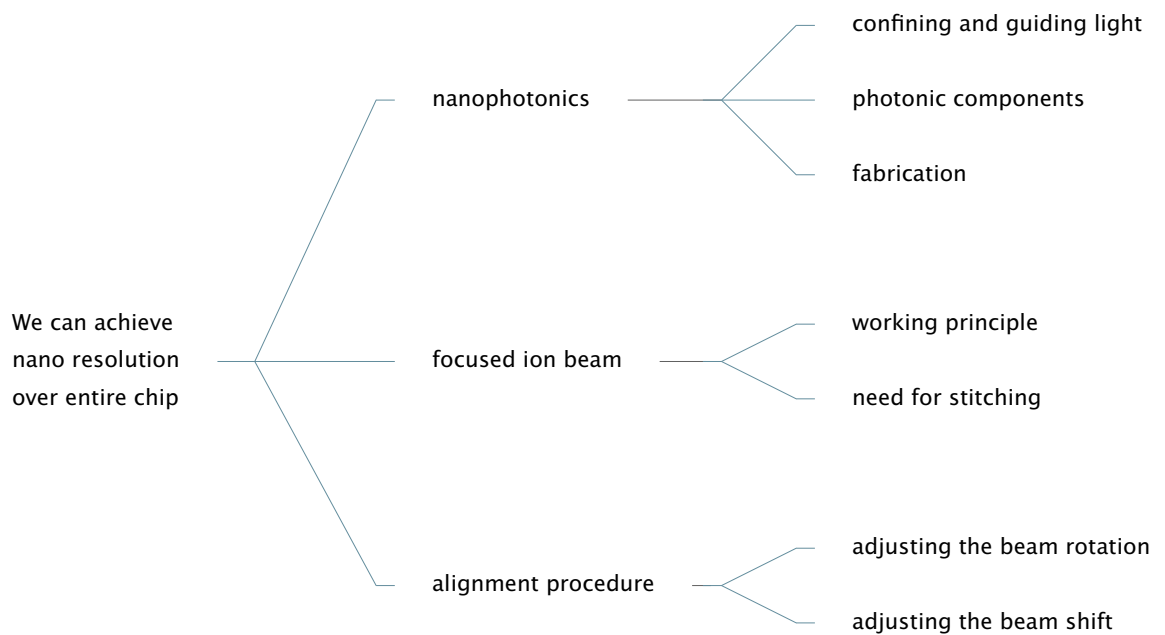 We can achieve
nano resolution
over entire chip
nanophotonics
confining and guiding light
photonic components
fabrication
focused ion beam
working principle
need for stitching
alignment procedure
adjusting the beam rotation
adjusting the beam shift